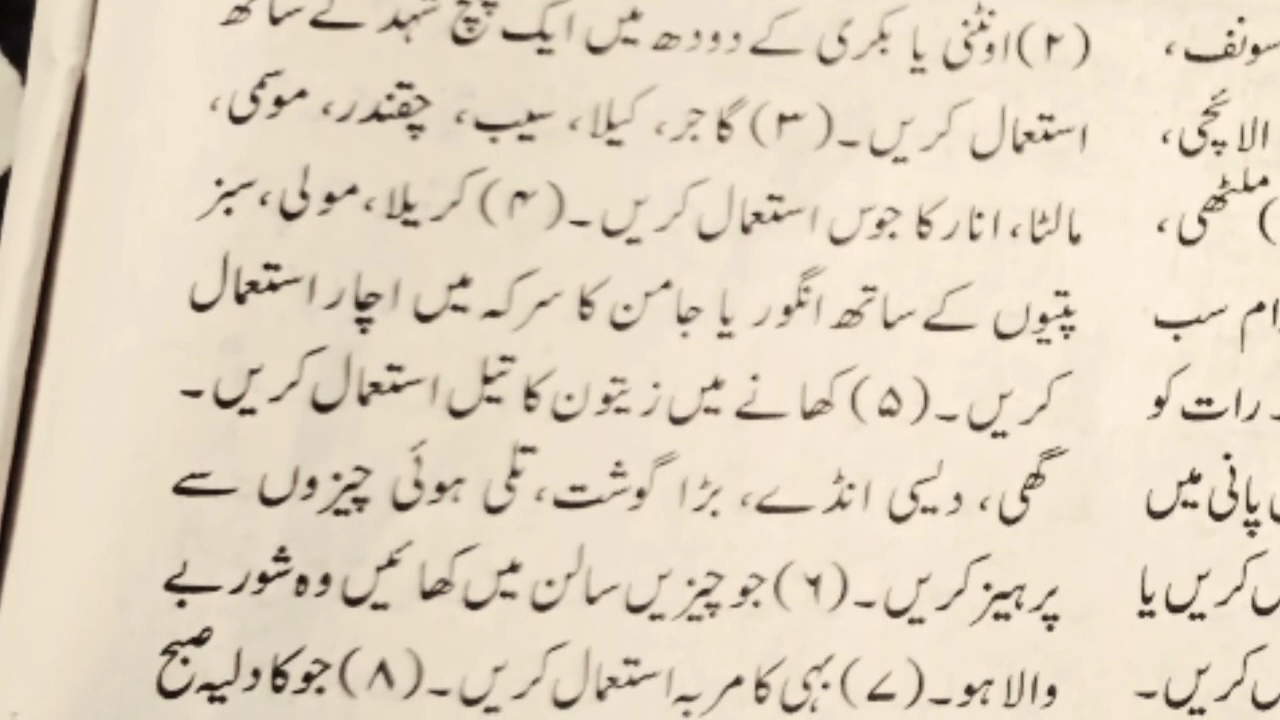 سونف،
الائچی،
ملٹھی،
سب
رات کو
پانی میں
کریں یا
کریں۔
(۲) اونٹنی یا بکری کے دودھ میں ایک چمچ شہد کے ساتھ
استعمال کریں۔ (۳) گاجر، کیلا، سیب، چقندر، موسمی،
مالٹا، انار کا جوس استعمال کریں۔ (۴) کریلا، مولی، سبز
پتیوں کے ساتھ انگور یا جامن کا سرکہ میں اچار استعمال
کریں۔ (۵) کھانے میں زیتون کا تیل استعمال کریں۔
گھی، دیسی انڈے، بڑا گوشت، تلی ہوئی چیزوں سے
پرہیز کریں۔ (۶) جو چیزیں سالن میں کھائیں وہ شوربے
والا ہو۔ (۷) بہی کا مربہ استعمال کریں۔ (۸) جو کا دلیہ صبح